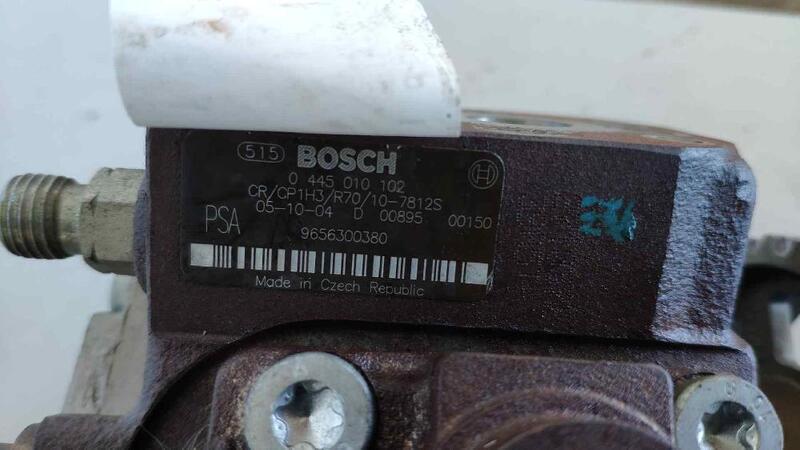 515 BOSCH
0 445 010 102
CR/CP1H3/R70/10-7812S
05-10-04 D 00895 00150
PSA 9656300380
Made in Czech Republic